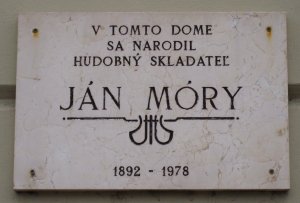 V TOMTO DOME
SA NARODIL
HUDOBNÝ SKLADATEĽ
JÁN MÓRY
1892 - 1978